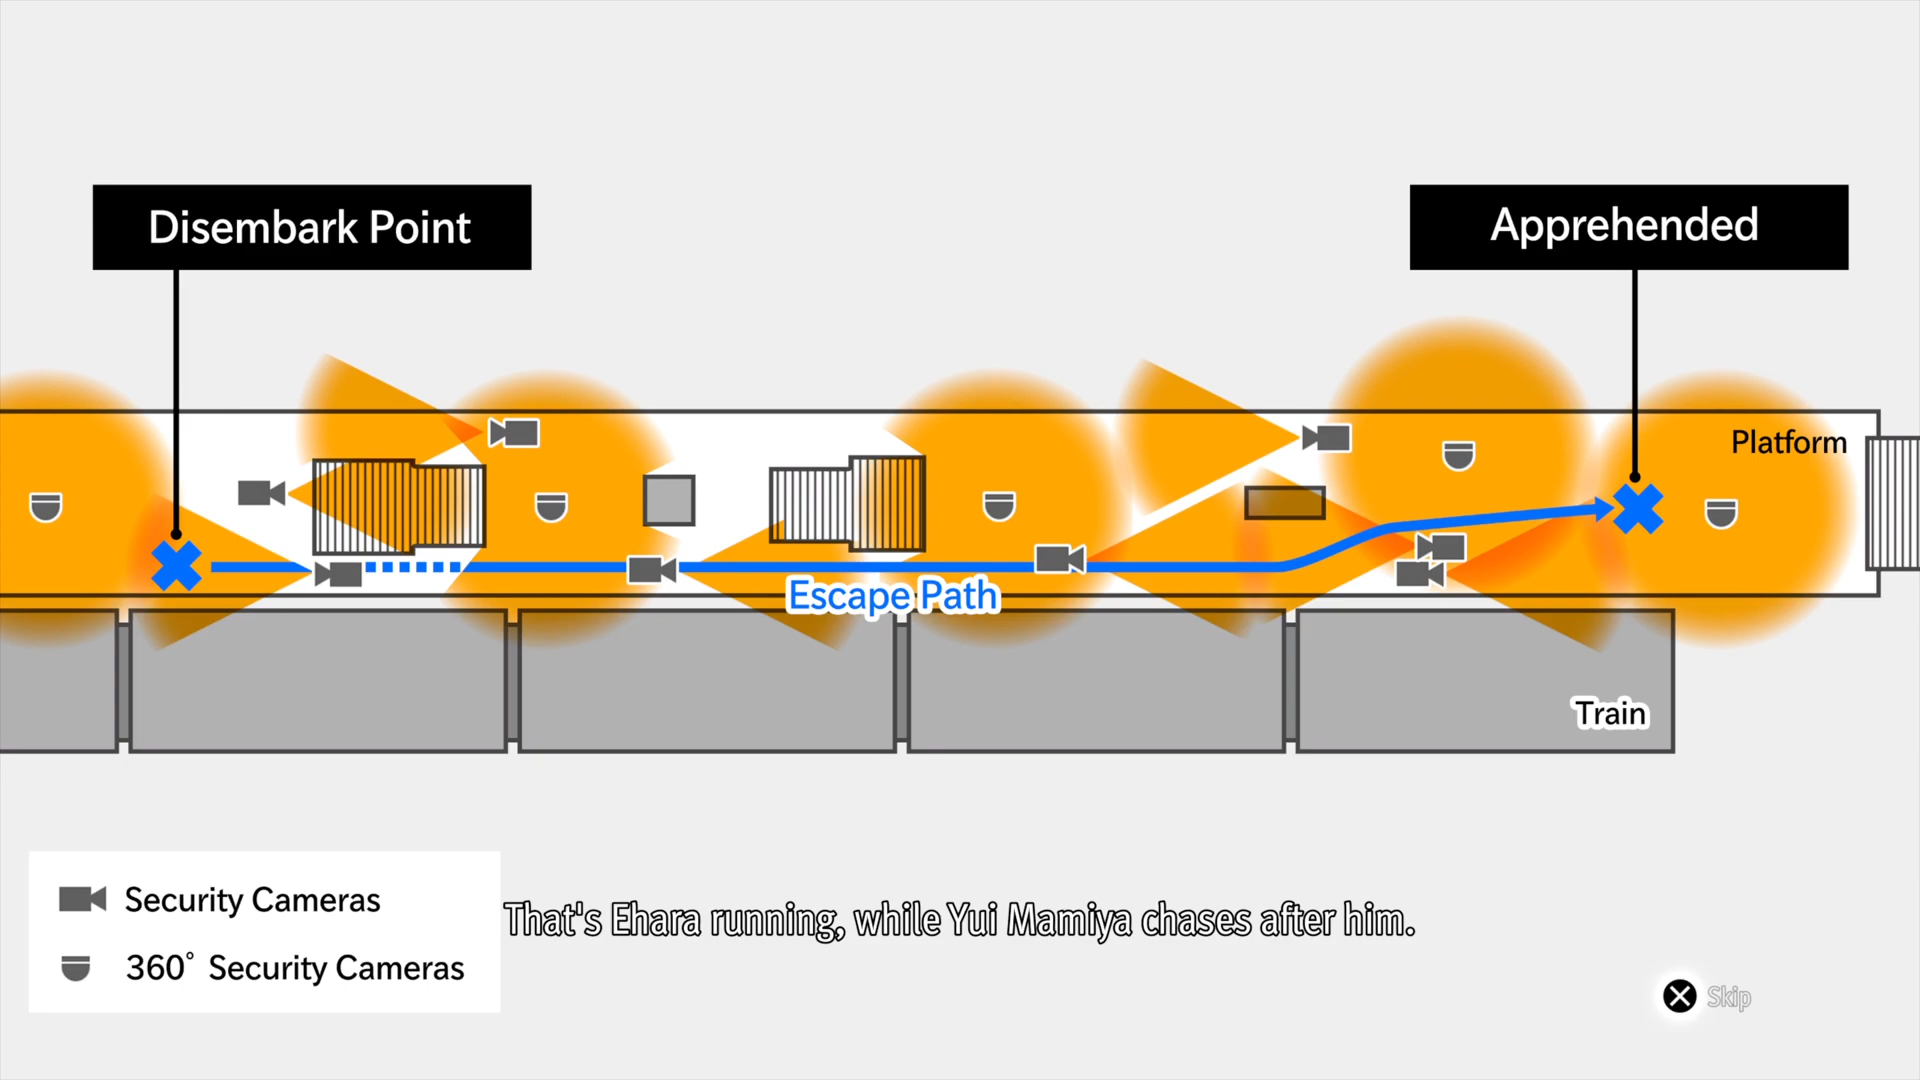 Disembark Point
Apprehended
Platform
Escape Path
Train
Security Cameras
360° Security Cameras
That's Ehara running, while Yui Mamiya chases after him.
Skip